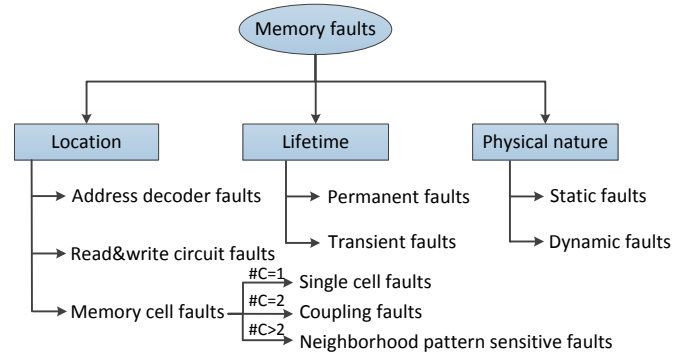 Memory faults
Location
Lifetime
Physical nature
Address decoder faults
Permanent faults
Static faults
Read&write circuit faults
Transient faults
Dynamic faults
Memory cell faults
#C=1
Single cell faults
#C=2
Coupling faults
#C>2
Neighborhood pattern sensitive faults